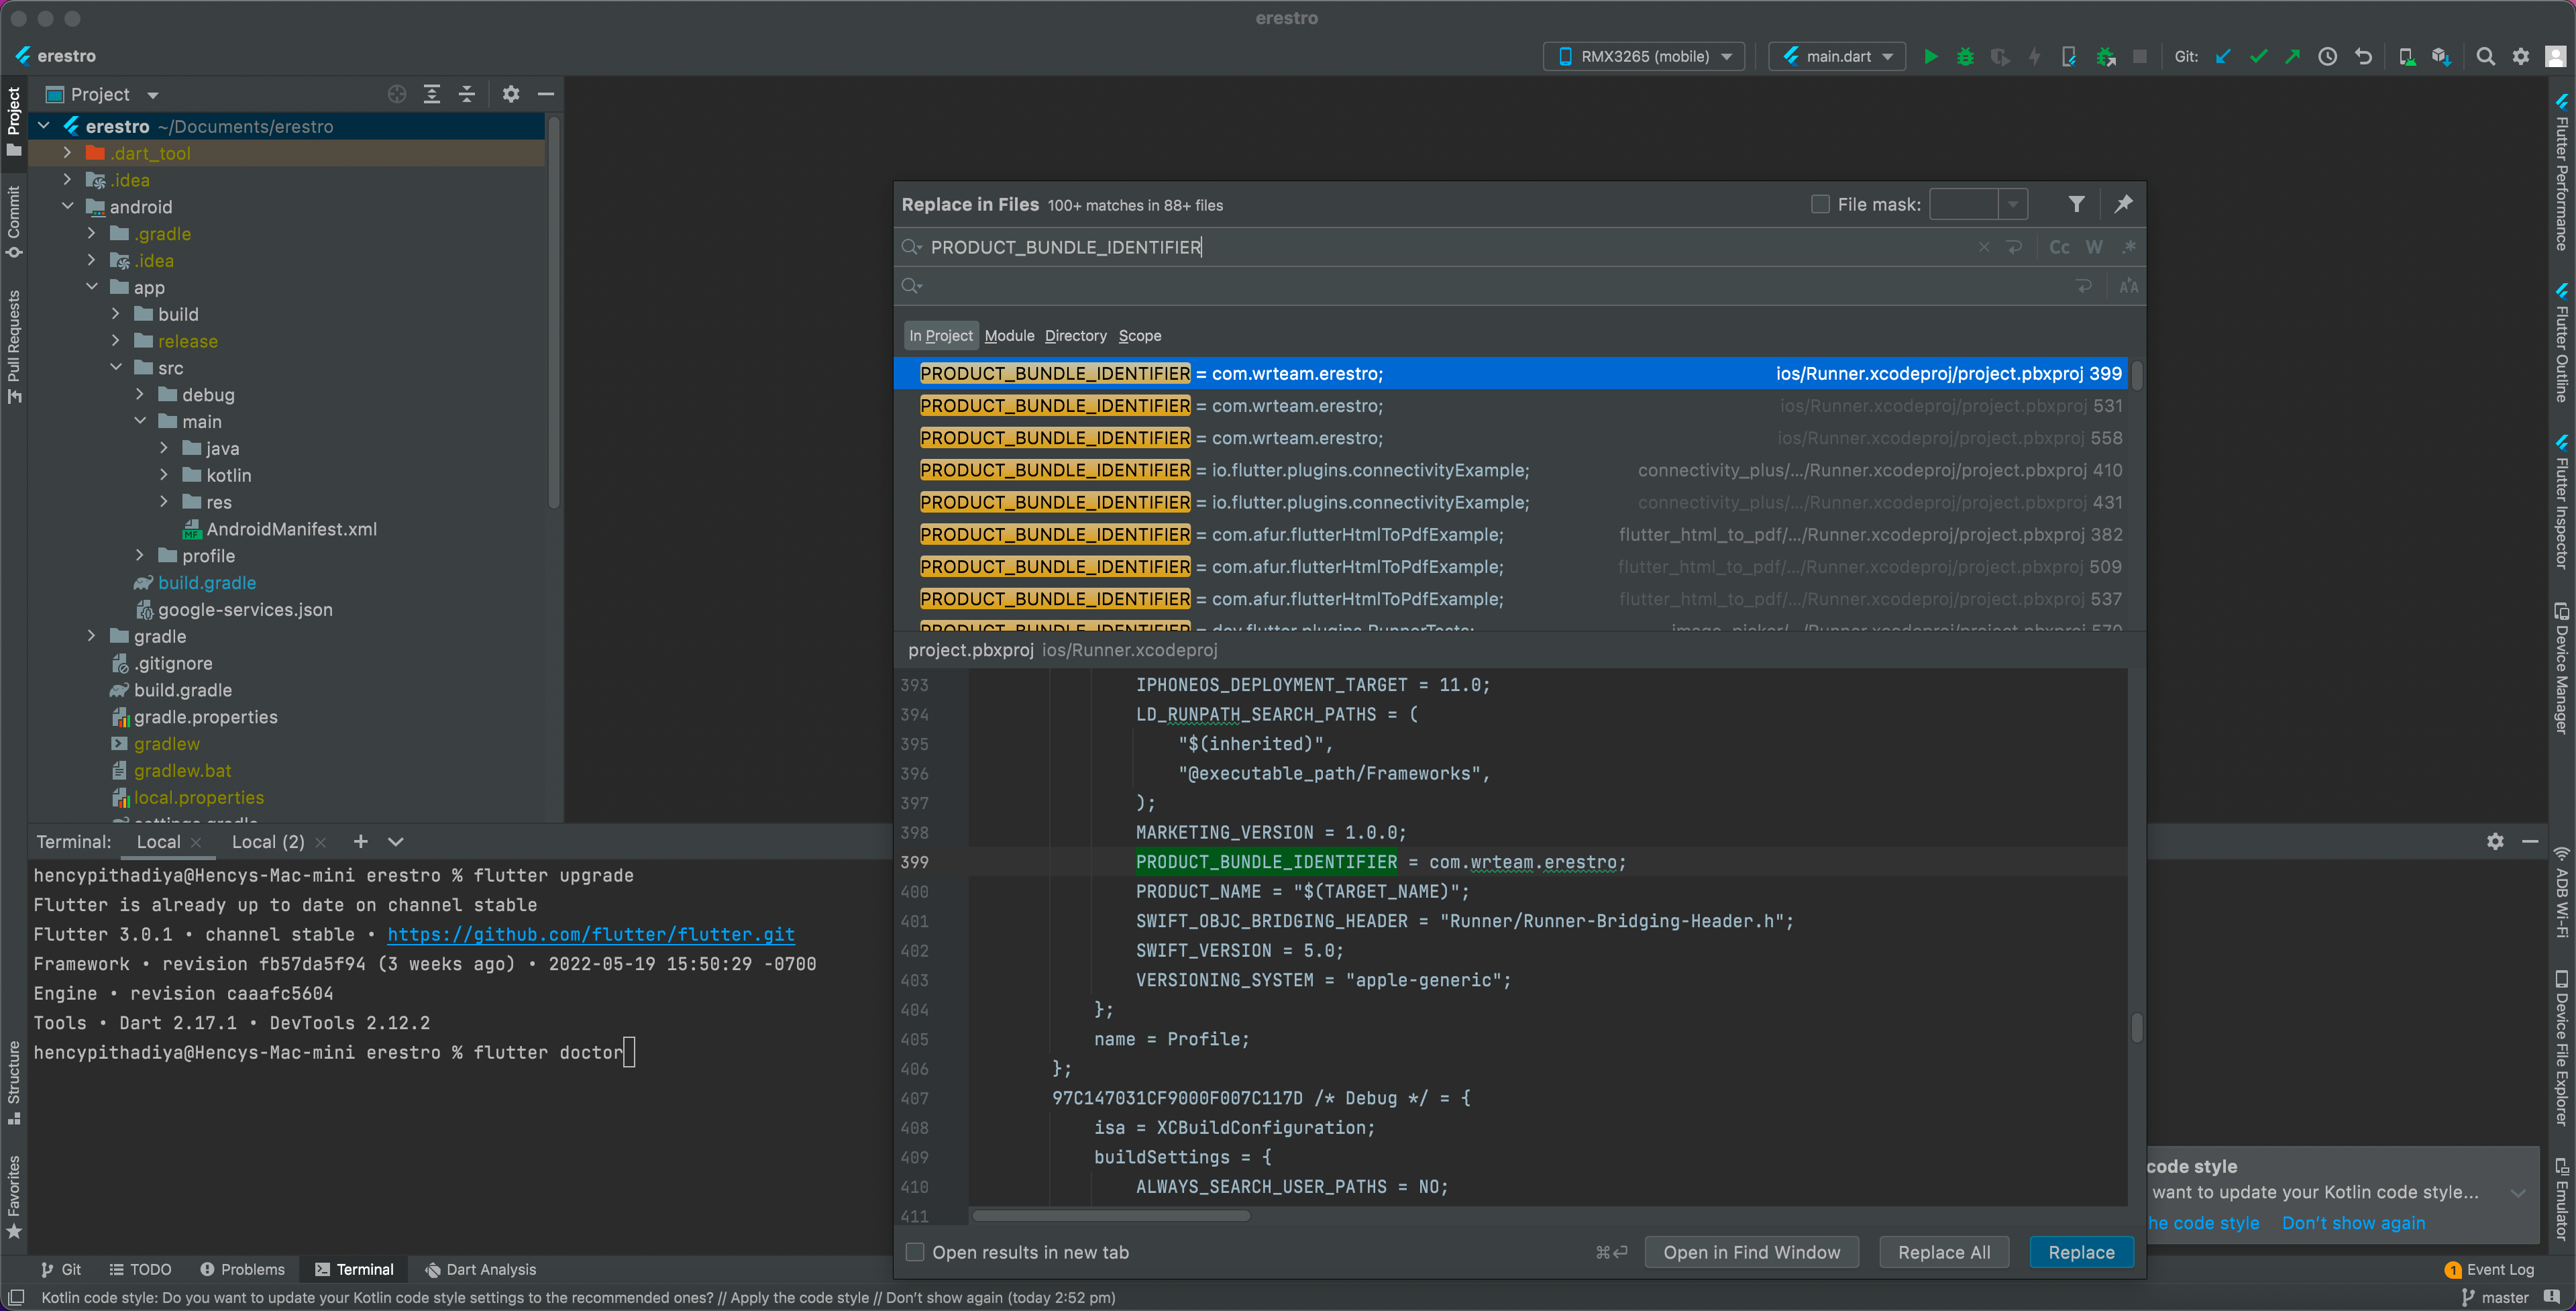 erestro
erestro
RMX3265 (mobile)
main.dart
Git:
Project
erestro ~/Documents/erestro
.dart_tool
.idea
android
.gradle
.idea
app
build
release
src
debug
main
java
kotlin
res
AndroidManifest.xml
profile
build.gradle
google-services.json
gradle
.gitignore
build.gradle
gradle.properties
gradlew
gradlew.bat
local.properties
settings.gradle
Project
Commit
Pull Requests
Structure
Favorites
Replace in Files 100+ matches in 88+ files
File mask:
PRODUCT_BUNDLE_IDENTIFIER
Cc W .*
In Project Module Directory Scope
PRODUCT_BUNDLE_IDENTIFIER = com.wrteam.erestro; ios/Runner.xcodeproj/project.pbxproj 399
PRODUCT_BUNDLE_IDENTIFIER = com.wrteam.erestro; ios/Runner.xcodeproj/project.pbxproj 531
PRODUCT_BUNDLE_IDENTIFIER = com.wrteam.erestro; ios/Runner.xcodeproj/project.pbxproj 558
PRODUCT_BUNDLE_IDENTIFIER = io.flutter.plugins.connectivityExample; connectivity_plus/.../Runner.xcodeproj/project.pbxproj 410
PRODUCT_BUNDLE_IDENTIFIER = io.flutter.plugins.connectivityExample; connectivity_plus/.../Runner.xcodeproj/project.pbxproj 431
PRODUCT_BUNDLE_IDENTIFIER = com.afur.flutterHtmlToPdfExample; flutter_html_to_pdf/.../Runner.xcodeproj/project.pbxproj 382
PRODUCT_BUNDLE_IDENTIFIER = com.afur.flutterHtmlToPdfExample; flutter_html_to_pdf/.../Runner.xcodeproj/project.pbxproj 509
PRODUCT_BUNDLE_IDENTIFIER = com.afur.flutterHtmlToPdfExample; flutter_html_to_pdf/.../Runner.xcodeproj/project.pbxproj 537
PRODUCT_BUNDLE_IDENTIFIER = dev.flutter.plugins.RunnerTests; image_picker/.../Runner.xcodeproj/project.pbxproj 570
project.pbxproj ios/Runner.xcodeproj
393 IPHONEOS_DEPLOYMENT_TARGET = 11.0;
394 LD_RUNPATH_SEARCH_PATHS = (
395 "$(inherited)",
396 "@executable_path/Frameworks",
397 );
398 MARKETING_VERSION = 1.0.0;
399 PRODUCT_BUNDLE_IDENTIFIER = com.wrteam.erestro;
400 PRODUCT_NAME = "$(TARGET_NAME)";
401 SWIFT_OBJC_BRIDGING_HEADER = "Runner/Runner-Bridging-Header.h";
402 SWIFT_VERSION = 5.0;
403 VERSIONING_SYSTEM = "apple-generic";
404 };
405 name = Profile;
406 };
407 97C147031CF9000F007C117D /* Debug */ = {
408 isa = XCBuildConfiguration;
409 buildSettings = {
410 ALWAYS_SEARCH_USER_PATHS = NO;
411
Open results in new tab
⌘↩ Open in Find Window Replace All Replace
Terminal: Local Local (2)
hencypithadiya@Hencys-Mac-mini erestro % flutter upgrade
Flutter is already up to date on channel stable
Flutter 3.0.1 • channel stable • https://github.com/flutter/flutter.git
Framework • revision fb57da5f94 (3 weeks ago) • 2022-05-19 15:50:29 -0700
Engine • revision caaafc5604
Tools • Dart 2.17.1 • DevTools 2.12.2
hencypithadiya@Hencys-Mac-mini erestro % flutter doctor
code style
want to update your Kotlin code style...
he code style Don't show again
Flutter Performance
Flutter Outline
Flutter Inspector
Device Manager
ADB Wi-Fi
Device File Explorer
Emulator
Git TODO Problems Terminal Dart Analysis
1 Event Log
Kotlin code style: Do you want to update your Kotlin code style settings to the recommended ones? // Apply the code style // Don't show again (today 2:52 pm)
master